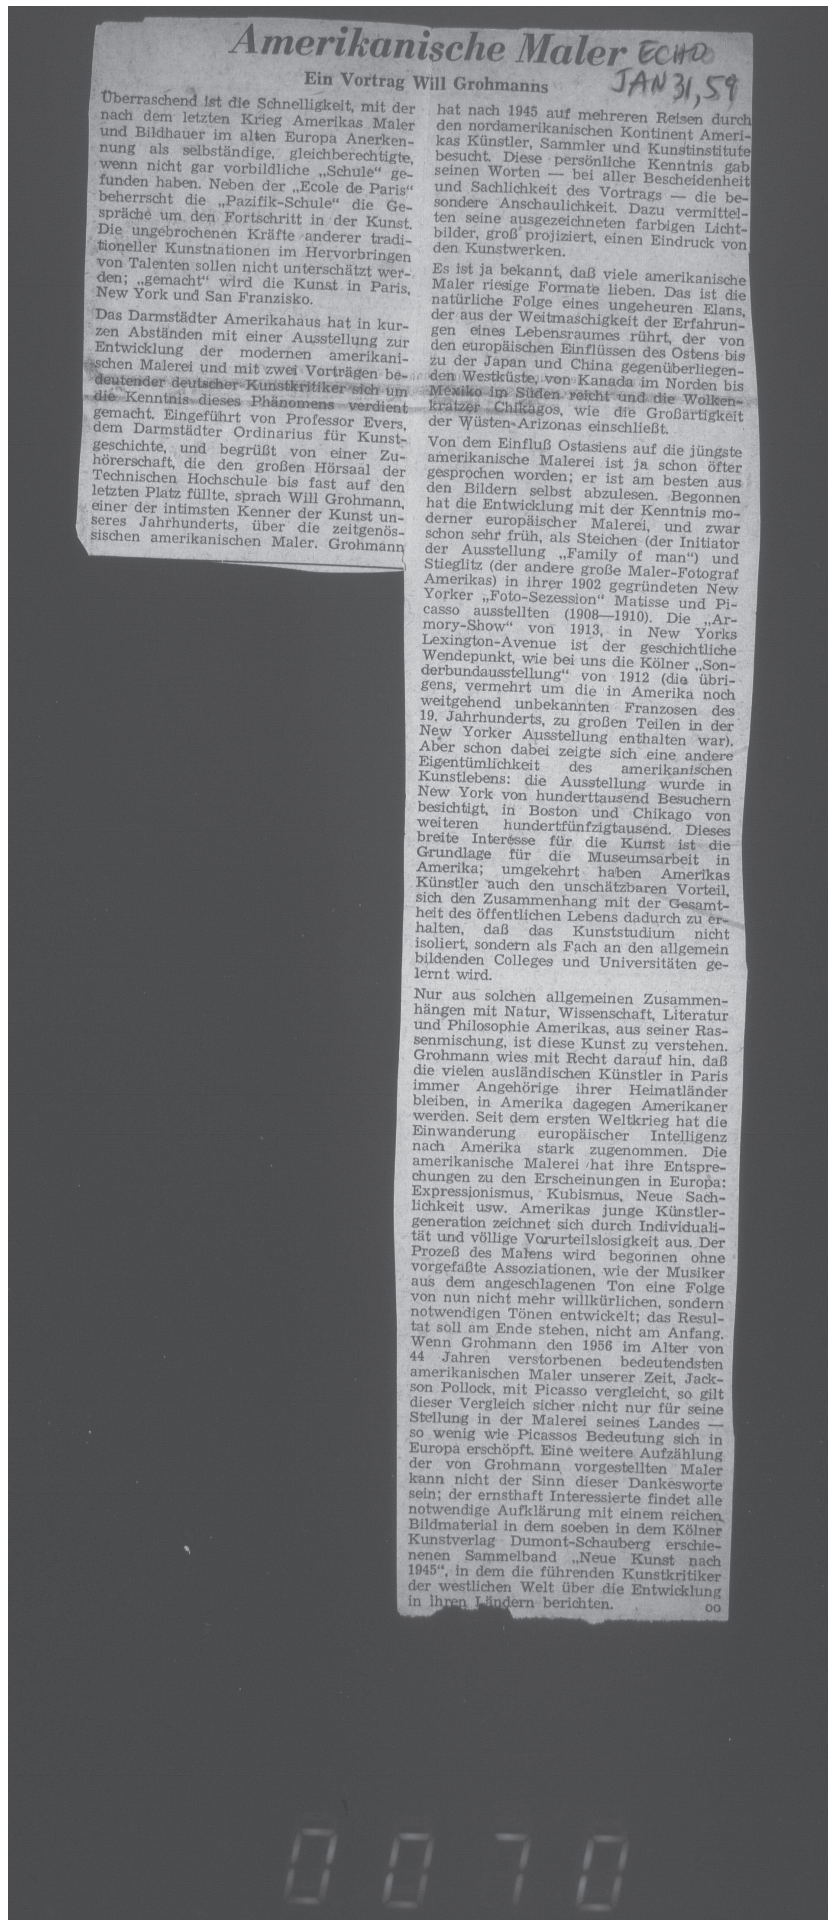 Amerikanische Maler
ECHO
JAN 31, 59
Ein Vortrag Will Grohmanns
Überraschend ist die Schnelligkeit, mit der
nach dem letzten Krieg Amerikas Maler
und Bildhauer im alten Europa Anerken-
nung als selbständige, gleichberechtigte,
wenn nicht gar vorbildliche „Schule“ ge-
funden haben. Neben der „Ecole de Paris“
beherrscht die „Pazifik-Schule“ die Ge-
spräche um den Fortschritt in der Kunst.
Die ungebrochenen Kräfte anderer tradi-
tioneller Kunstnationen im Hervorbringen
von Talenten sollen nicht unterschätzt wer-
den; „gemacht“ wird die Kunst in Paris,
New York und San Franzisko.
Das Darmstädter Amerikahaus hat in kur-
zen Abständen mit einer Ausstellung zur
Entwicklung der modernen amerikani-
schen Malerei und mit zwei Vorträgen be-
deutender deutscher Kunstkritiker sich um
die Kenntnis dieses Phänomens verdient
gemacht. Eingeführt von Professor Evers,
dem Darmstädter Ordinarius für Kunst-
geschichte, und begrüßt von einer Zu-
hörerschaft, die den großen Hörsaal der
Technischen Hochschule bis fast auf den
letzten Platz füllte, sprach Will Grohmann,
einer der intimsten Kenner der Kunst un-
seres Jahrhunderts, über die zeitgenös-
sischen amerikanischen Maler. Grohmann
hat nach 1945 auf mehreren Reisen durch
den nordamerikanischen Kontinent Ameri-
kas Künstler, Sammler und Kunstinstitute
besucht. Diese persönliche Kenntnis gab
seinen Worten — bei aller Bescheidenheit
und Sachlichkeit des Vortrags — die be-
sondere Anschaulichkeit. Dazu vermittel-
ten seine ausgezeichneten farbigen Licht-
bilder, groß projiziert, einen Eindruck von
den Kunstwerken.
Es ist ja bekannt, daß viele amerikanische
Maler riesige Formate lieben. Das ist die
natürliche Folge eines ungeheuren Elans,
der aus der Weitmaschigkeit der Erfahrun-
gen eines Lebensraumes rührt, der von
den europäischen Einflüssen des Ostens bis
zu der Japan und China gegenüberliegen-
den Westküste, von Kanada im Norden bis
Mexiko im Süden reicht und die Wolken-
kratzer Chikagos, wie die Großartigkeit
der Wüsten Arizonas einschließt.
Von dem Einfluß Ostasiens auf die jüngste
amerikanische Malerei ist ja schon öfter
gesprochen worden; er ist am besten aus
den Bildern selbst abzulesen. Begonnen
hat die Entwicklung mit der Kenntnis mo-
derner europäischer Malerei, und zwar
schon sehr früh, als Steichen (der Initiator
der Ausstellung „Family of man“) und
Stieglitz (der andere große Maler-Fotograf
Amerikas) in ihrer 1902 gegründeten New
Yorker „Foto-Sezession“ Matisse und Pi-
casso ausstellten (1908—1910). Die „Ar-
mory-Show“ von 1913, in New Yorks
Lexington-Avenue ist der geschichtliche
Wendepunkt, wie bei uns die Kölner „Son-
derbundausstellung“ von 1912 (die übri-
gens, vermehrt um die in Amerika noch
weitgehend unbekannten Franzosen des
19. Jahrhunderts, zu großen Teilen in der
New Yorker Ausstellung enthalten war).
Aber schon dabei zeigte sich eine andere
Eigentümlichkeit des amerikanischen
Kunstlebens: die Ausstellung wurde in
New York von hunderttausend Besuchern
besichtigt, in Boston und Chikago von
weiteren hundertfünfzigtausend. Dieses
breite Interesse für die Kunst ist die
Grundlage für die Museumsarbeit in
Amerika; umgekehrt haben Amerikas
Künstler auch den unschätzbaren Vorteil,
sich den Zusammenhang mit der Gesamt-
heit des öffentlichen Lebens dadurch zu er-
halten, daß das Kunststudium nicht
isoliert, sondern als Fach an den allgemein
bildenden Colleges und Universitäten ge-
lernt wird.
Nur aus solchen allgemeinen Zusammen-
hängen mit Natur, Wissenschaft, Literatur
und Philosophie Amerikas, aus seiner Ras-
senmischung, ist diese Kunst zu verstehen.
Grohmann wies mit Recht darauf hin, daß
die vielen ausländischen Künstler in Paris
immer Angehörige ihrer Heimatländer
bleiben, in Amerika dagegen Amerikaner
werden. Seit dem ersten Weltkrieg hat die
Einwanderung europäischer Intelligenz
nach Amerika stark zugenommen. Die
amerikanische Malerei hat ihre Entspre-
chungen zu den Erscheinungen in Europa:
Expressionismus, Kubismus, Neue Sach-
lichkeit usw. Amerikas junge Künstler-
generation zeichnet sich durch Individuali-
tät und völlige Vorurteilslosigkeit aus. Der
Prozeß des Malens wird begonnen ohne
vorgefaßte Assoziationen, wie der Musiker
aus dem angeschlagenen Ton eine Folge
von nun nicht mehr willkürlichen, sondern
notwendigen Tönen entwickelt; das Resul-
tat soll am Ende stehen, nicht am Anfang.
Wenn Grohmann den 1956 im Alter von
44 Jahren verstorbenen bedeutendsten
amerikanischen Maler unserer Zeit, Jack-
son Pollock, mit Picasso vergleicht, so gilt
dieser Vergleich sicher nicht nur für seine
Stellung in der Malerei seines Landes —
so wenig wie Picassos Bedeutung sich in
Europa erschöpft. Eine weitere Aufzählung
der von Grohmann vorgestellten Maler
kann nicht der Sinn dieser Dankesworte
sein; der ernsthaft Interessierte findet alle
notwendige Aufklärung mit einem reichen
Bildmaterial in dem soeben in dem Kölner
Kunstverlag Dumont-Schauberg erschie-
nenen Sammelband „Neue Kunst nach
1945“, in dem die führenden Kunstkritiker
der westlichen Welt über die Entwicklung
in ihren Ländern berichten. oo
0070